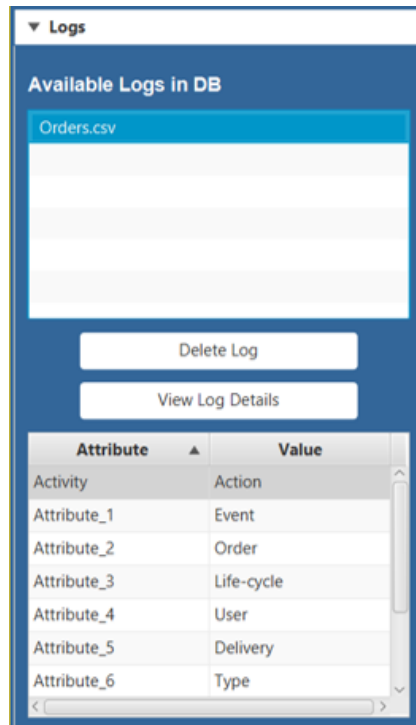 Logs
Available Logs in DB
Orders.csv
Delete Log
View Log Details
Attribute Value
Activity Action
Attribute_1 Event
Attribute_2 Order
Attribute_3 Life-cycle
Attribute_4 User
Attribute_5 Delivery
Attribute_6 Type